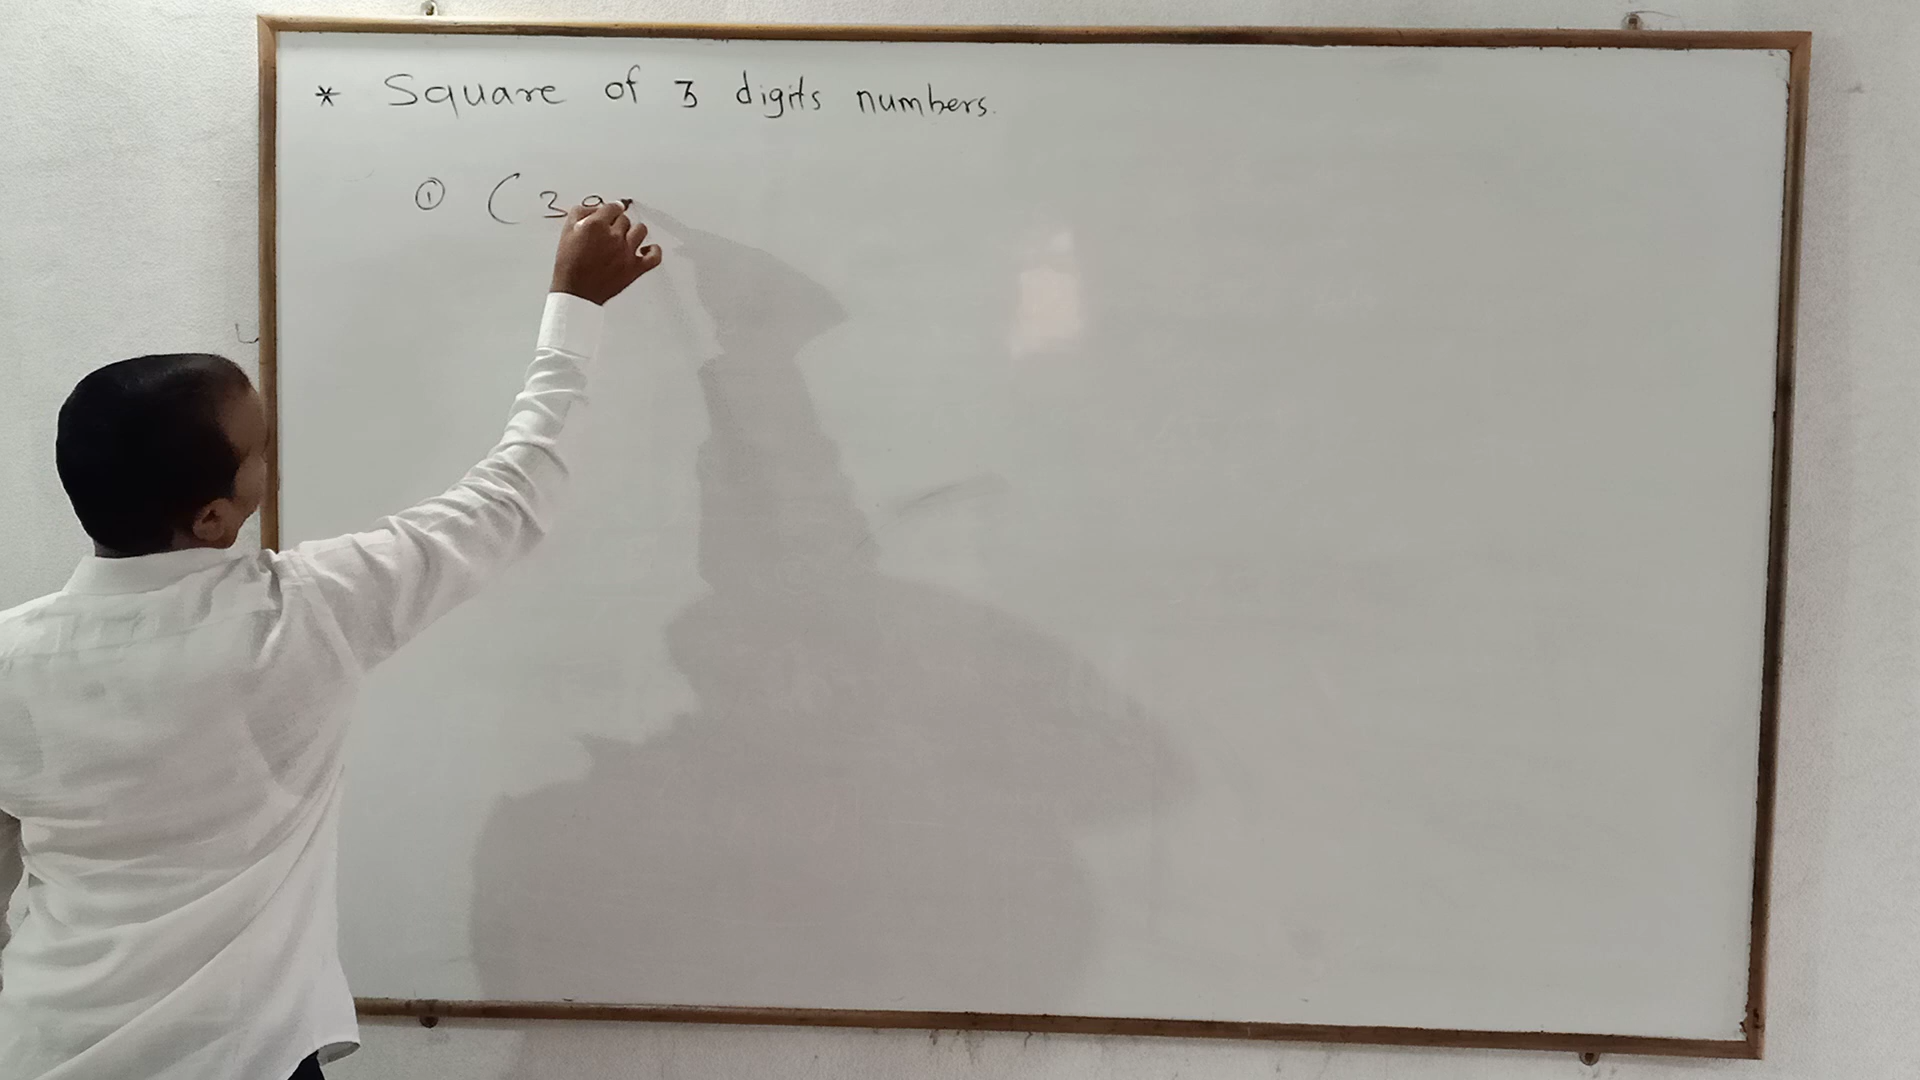 * Square of 3 digits numbers.
① ( 3